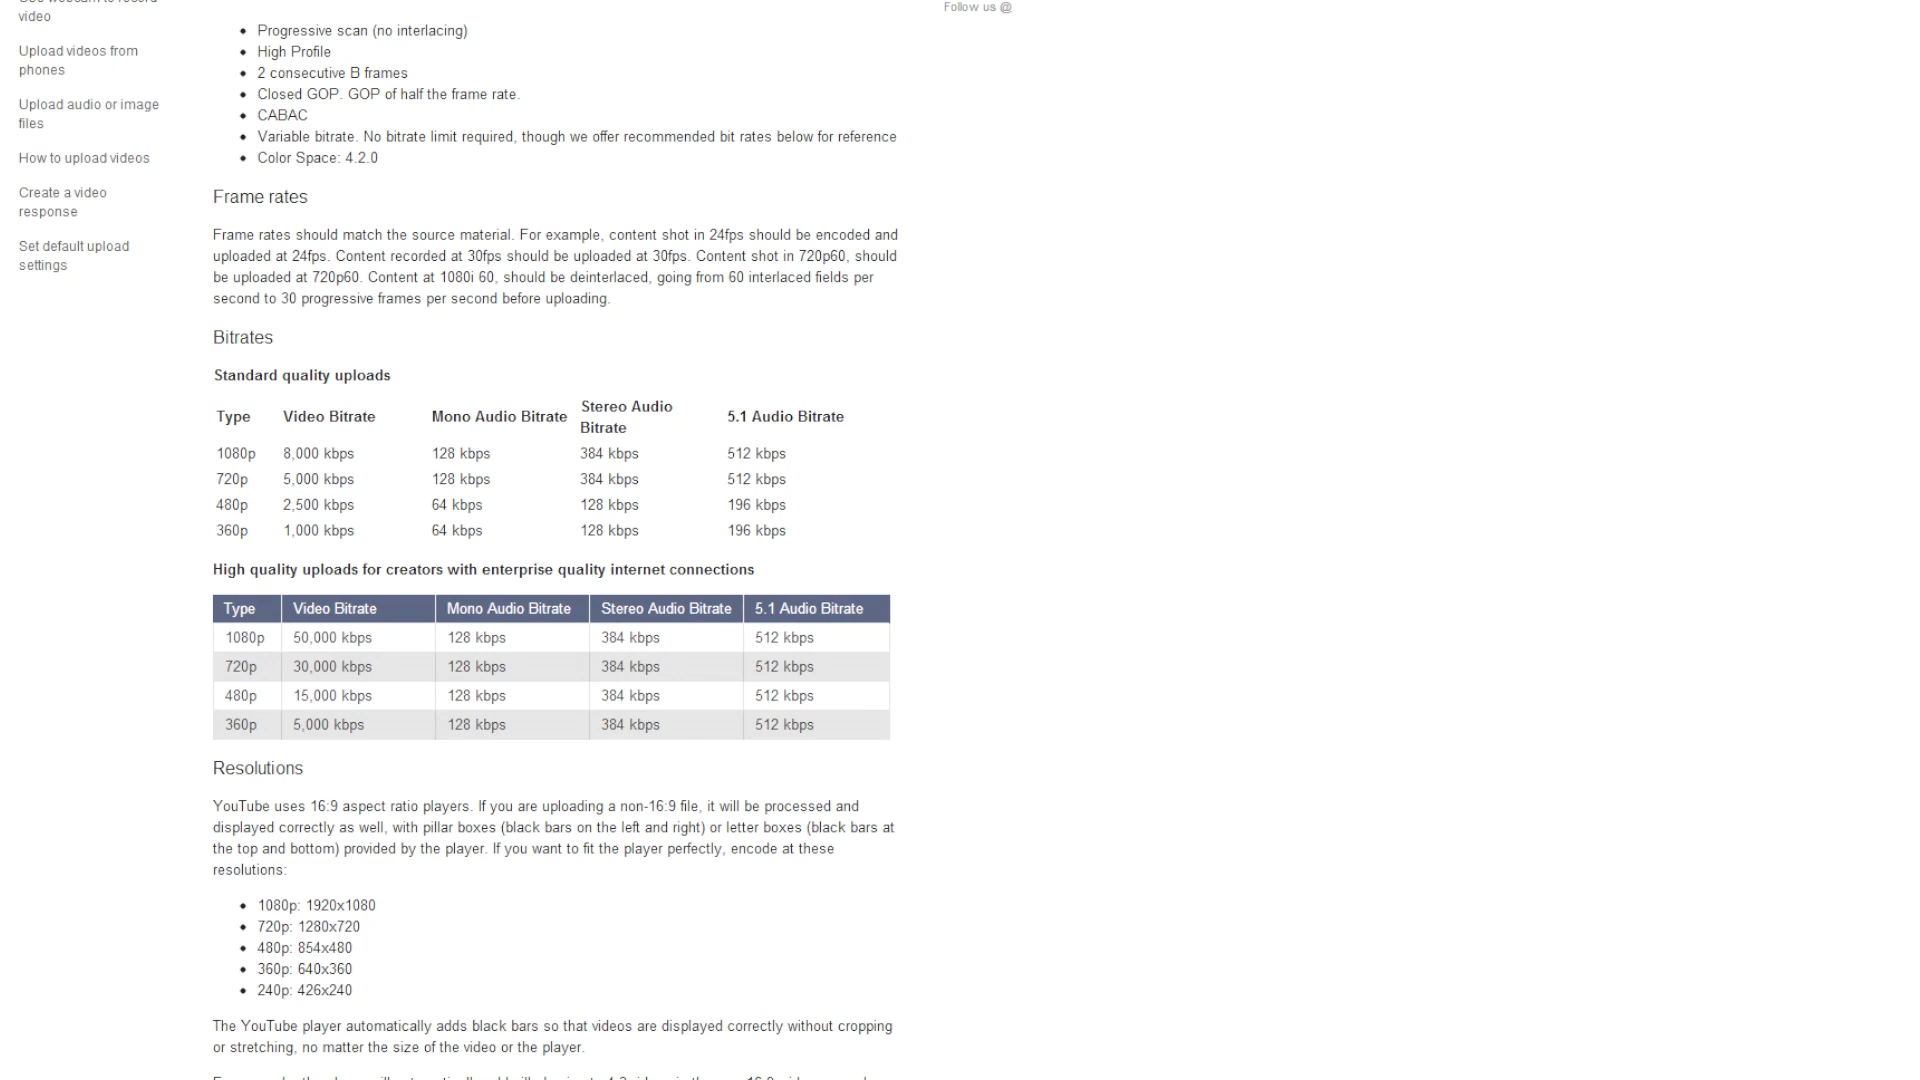 video
Upload videos from
phones
Upload audio or image
files
How to upload videos
Create a video
response
Set default upload
settings
Follow us @
• Progressive scan (no interlacing)
• High Profile
• 2 consecutive B frames
• Closed GOP. GOP of half the frame rate.
• CABAC
• Variable bitrate. No bitrate limit required, though we offer recommended bit rates below for reference
• Color Space: 4.2.0
Frame rates
Frame rates should match the source material. For example, content shot in 24fps should be encoded and
uploaded at 24fps. Content recorded at 30fps should be uploaded at 30fps. Content shot in 720p60, should
be uploaded at 720p60. Content at 1080i 60, should be deinterlaced, going from 60 interlaced fields per
second to 30 progressive frames per second before uploading.
Bitrates
Standard quality uploads
Type Video Bitrate Mono Audio Bitrate Stereo Audio Bitrate 5.1 Audio Bitrate
1080p 8,000 kbps 128 kbps 384 kbps 512 kbps
720p 5,000 kbps 128 kbps 384 kbps 512 kbps
480p 2,500 kbps 64 kbps 128 kbps 196 kbps
360p 1,000 kbps 64 kbps 128 kbps 196 kbps
High quality uploads for creators with enterprise quality internet connections
Type Video Bitrate Mono Audio Bitrate Stereo Audio Bitrate 5.1 Audio Bitrate
1080p 50,000 kbps 128 kbps 384 kbps 512 kbps
720p 30,000 kbps 128 kbps 384 kbps 512 kbps
480p 15,000 kbps 128 kbps 384 kbps 512 kbps
360p 5,000 kbps 128 kbps 384 kbps 512 kbps
Resolutions
YouTube uses 16:9 aspect ratio players. If you are uploading a non-16:9 file, it will be processed and
displayed correctly as well, with pillar boxes (black bars on the left and right) or letter boxes (black bars at
the top and bottom) provided by the player. If you want to fit the player perfectly, encode at these
resolutions:
• 1080p: 1920x1080
• 720p: 1280x720
• 480p: 854x480
• 360p: 640x360
• 240p: 426x240
The YouTube player automatically adds black bars so that videos are displayed correctly without cropping
or stretching, no matter the size of the video or the player.